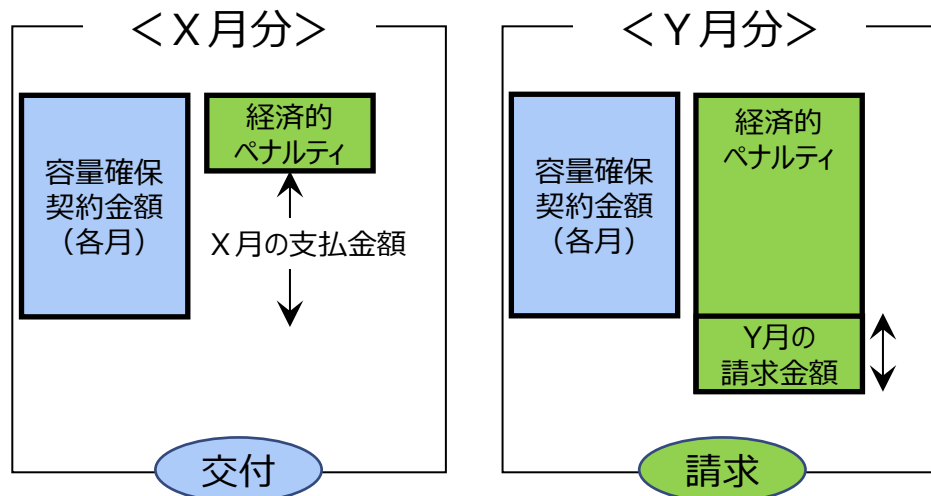 ＜X月分＞
容量確保
契約金額
（各月）
経済的
ペナルティ
X月の支払金額
交付
＜Y月分＞
容量確保
契約金額
（各月）
経済的
ペナルティ
Y月の
請求金額
請求